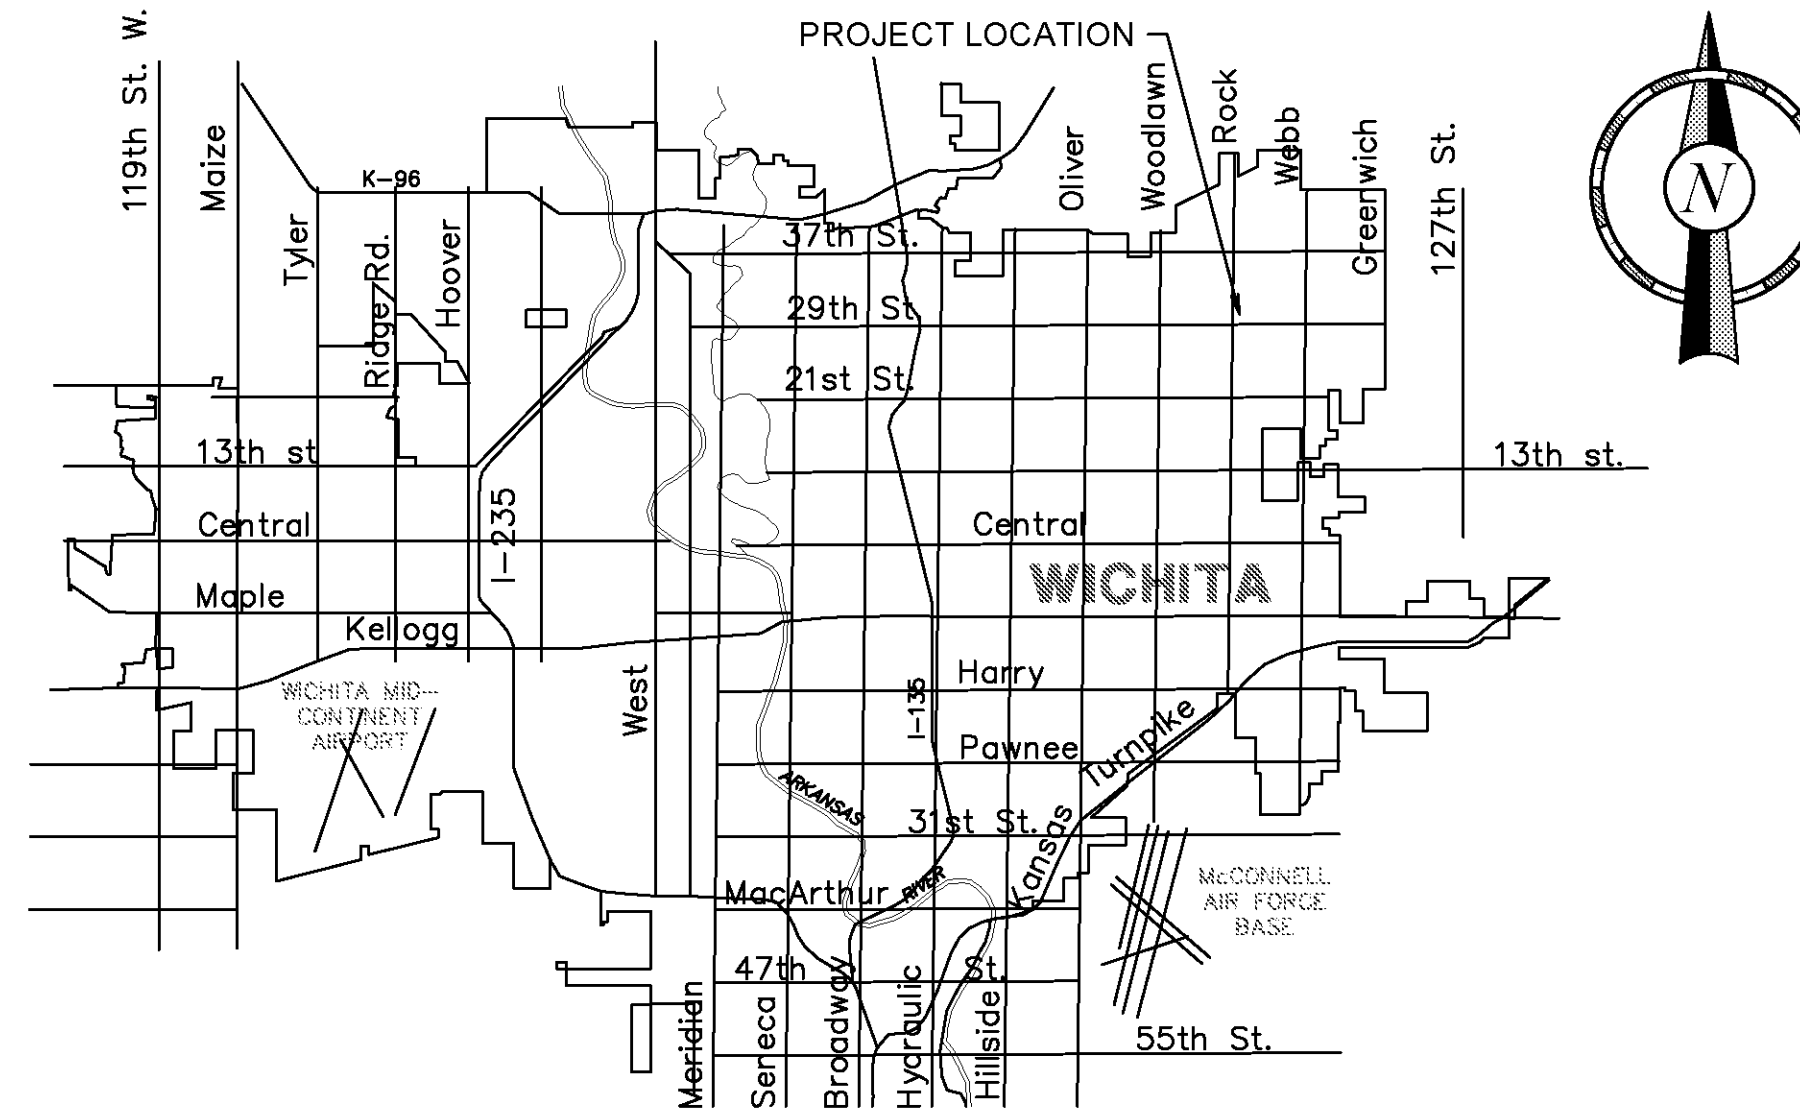 PROJECT LOCATION
119th St. W.
Maize
Tyler
Ridge Rd.
Hoover
K-96
Oliver
Woodlawn
Rock
Webb
Greenwich
127th St.
N
37th St.
29th St.
21st St.
13th st
13th st.
Central
Central
I-235
WICHITA
Maple
Kellogg
West
Harry
I-135
WICHITA MID-
CONTINENT
AIRPORT
Pawnee
Kansas Turnpike
ARKANSAS RIVER
31st St.
MacArthur
McCONNELL
AIR FORCE
BASE
47th St.
55th St.
Meridian
Seneca
Broadway
Hydraulic
Hillside